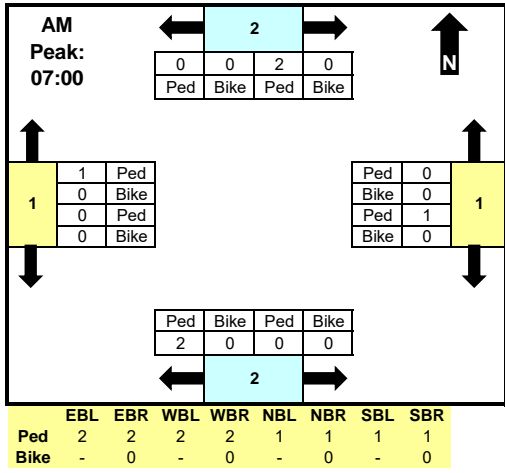 AM
Peak:
07:00
2
0 0 2 0
Ped Bike Ped Bike
N
1
1 Ped
0 Bike
0 Ped
0 Bike
Ped 0
Bike 0
Ped 1
Bike 0
1
Ped Bike Ped Bike
2 0 0 0
2
EBL EBR WBL WBR NBL NBR SBL SBR
Ped 2 2 2 2 1 1 1 1
Bike - 0 - 0 - 0 - 0